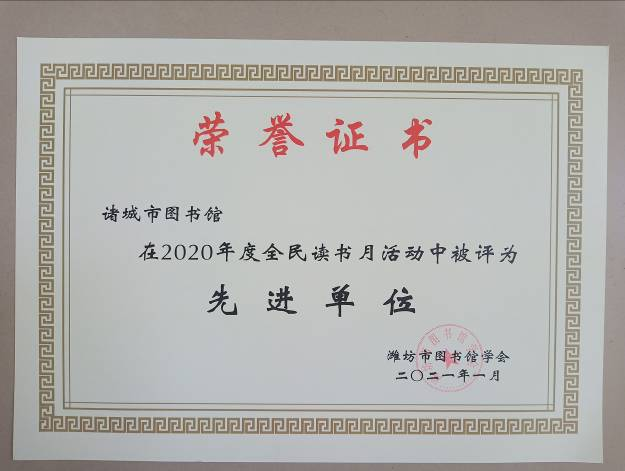 荣誉证书
诸城市图书馆
在2020年度全民读书月活动中被评为
先进单位
潍坊市图书馆学会
二〇二一年一月